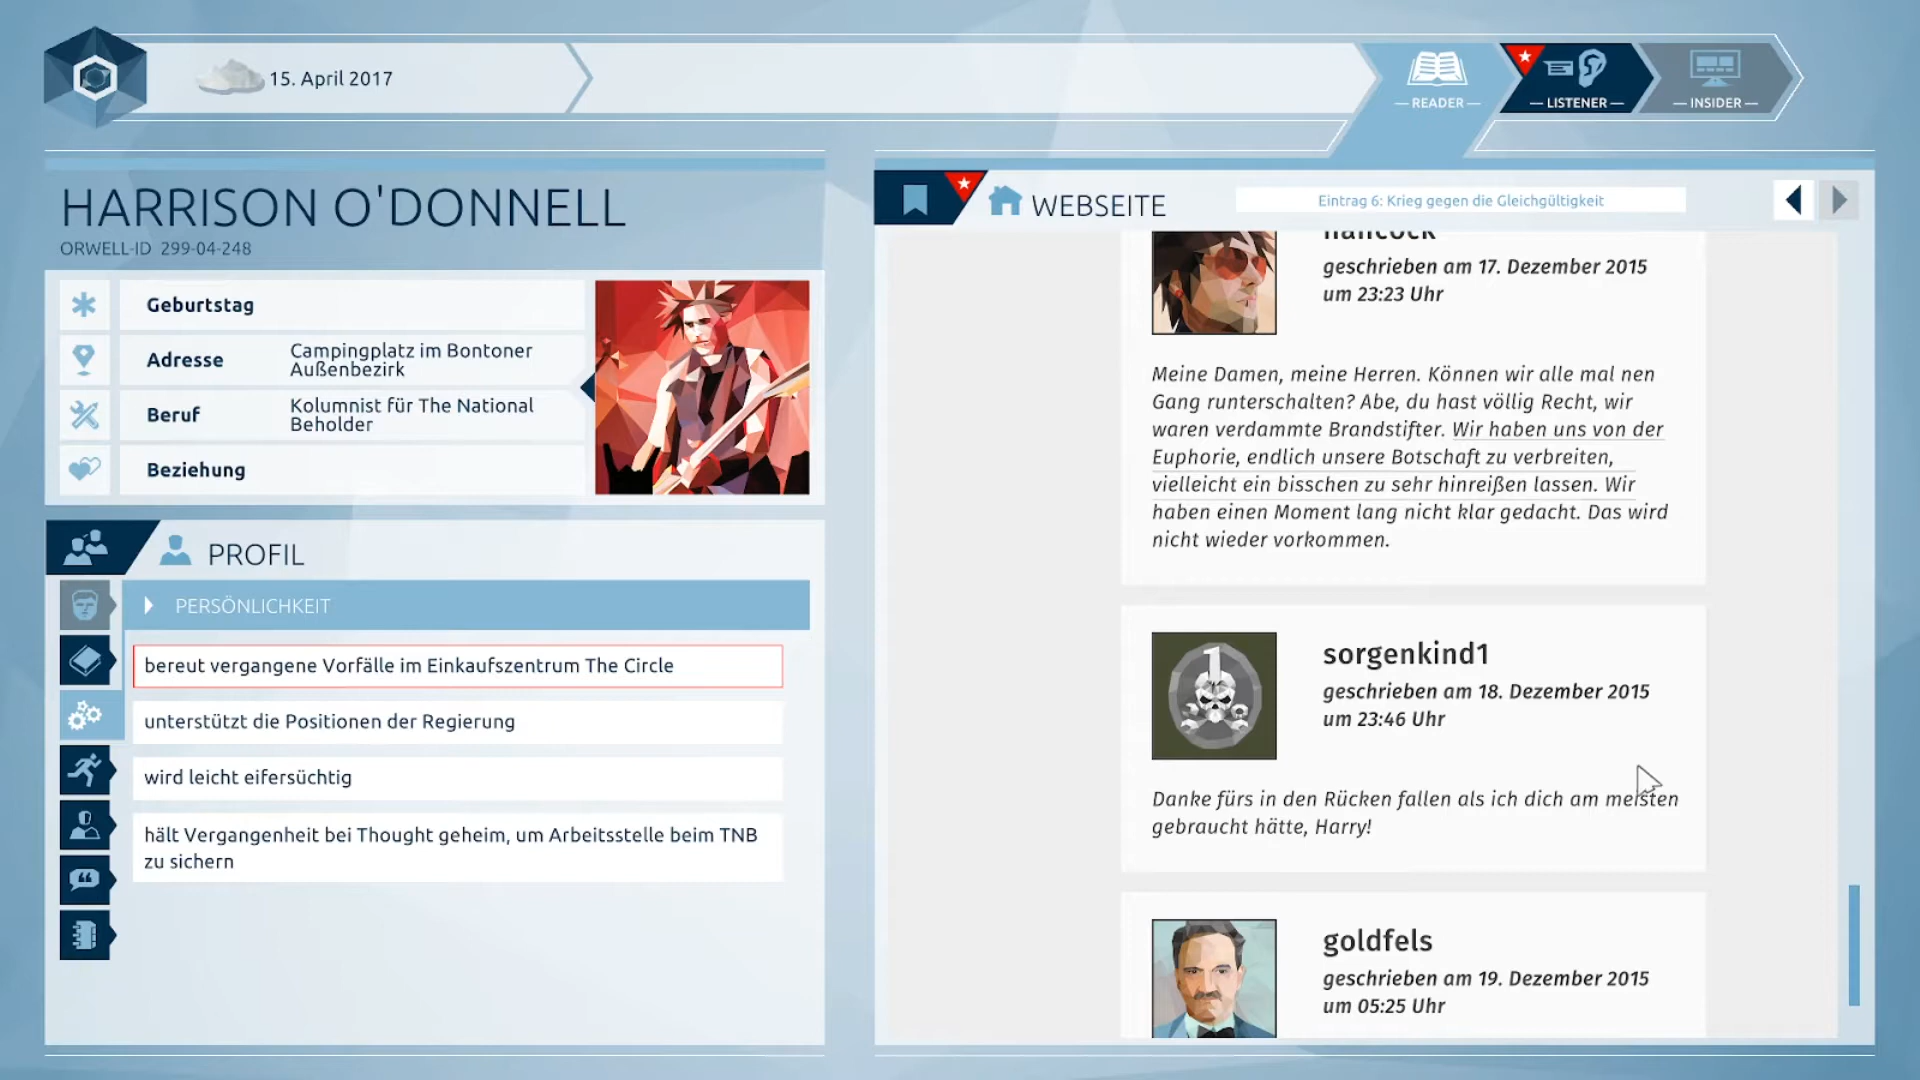 15. April 2017
READER
LISTENER
INSIDER
HARRISON O'DONNELL
ORWELL-ID 299-04-248
Geburtstag
Adresse
Campingplatz im Bontoner
Außenbezirk
Beruf
Kolumnist für The National
Beholder
Beziehung
PROFIL
PERSÖNLICHKEIT
bereut vergangene Vorfälle im Einkaufszentrum The Circle
unterstützt die Positionen der Regierung
wird leicht eifersüchtig
hält Vergangenheit bei Thought geheim, um Arbeitsstelle beim TNB
zu sichern
WEBSEITE
Eintrag 6: Krieg gegen die Gleichgültigkeit
hancock
geschrieben am 17. Dezember 2015
um 23:23 Uhr
Meine Damen, meine Herren. Können wir alle mal nen
Gang runterschalten? Abe, du hast völlig Recht, wir
waren verdammte Brandstifter. Wir haben uns von der
Euphorie, endlich unsere Botschaft zu verbreiten,
vielleicht ein bisschen zu sehr hinreißen lassen. Wir
haben einen Moment lang nicht klar gedacht. Das wird
nicht wieder vorkommen.
1
sorgenkind1
geschrieben am 18. Dezember 2015
um 23:46 Uhr
Danke fürs in den Rücken fallen als ich dich am meisten
gebraucht hätte, Harry!
goldfels
geschrieben am 19. Dezember 2015
um 05:25 Uhr